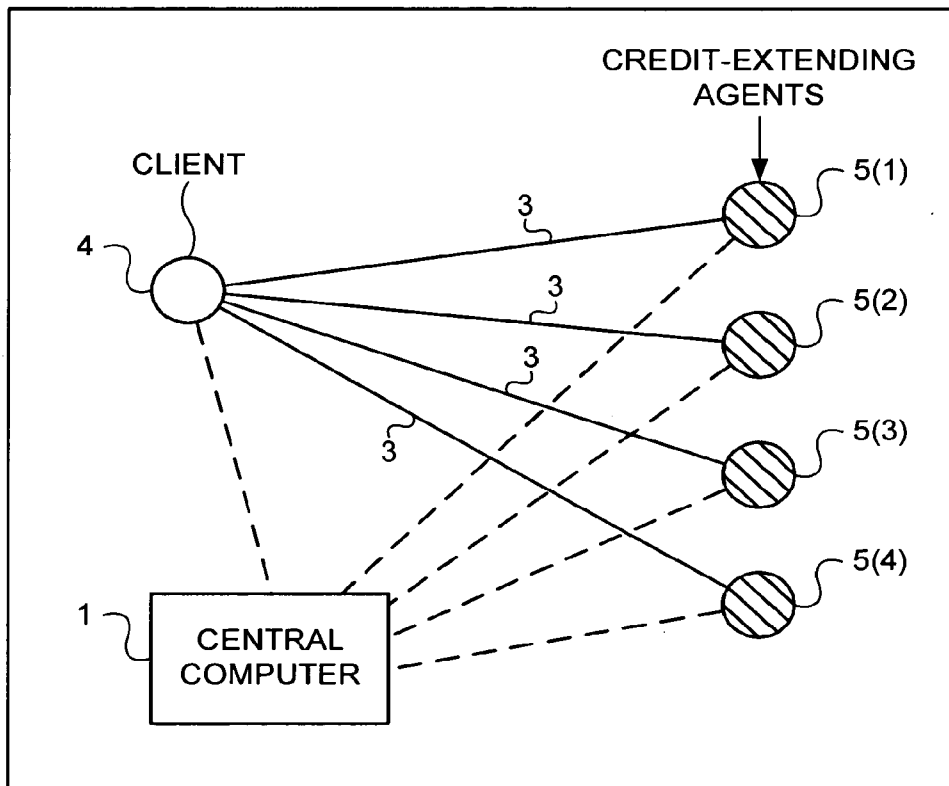 CREDIT-EXTENDING
AGENTS
CLIENT
4
3
5(1)
3
5(2)
3
3
5(3)
5(4)
1
CENTRAL
COMPUTER